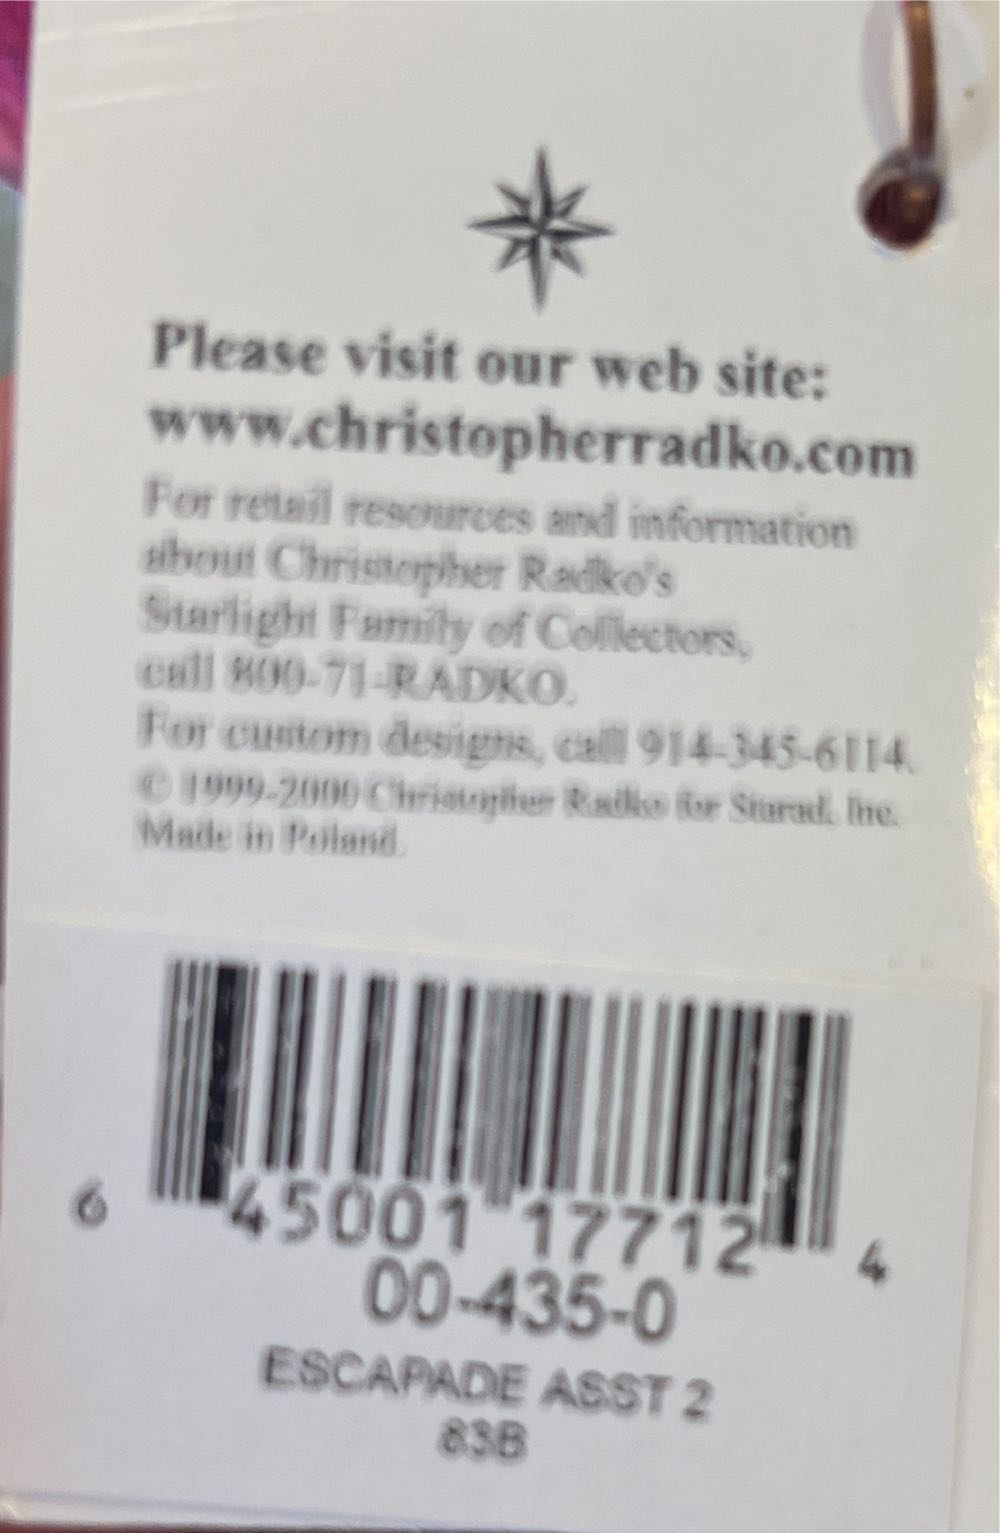 Please visit our web site:
www.christopherradko.com
For retail resources and information
about Christopher Radko's
Starlight Family of Collectors,
call 800-71-RADKO.
For custom designs, call 914-345-6114.
© 1999-2000 Christopher Radko for Starad, Inc.
Made in Poland.
6 45001 17712 4
00-435-0
ESCAPADE ASST 2
83B